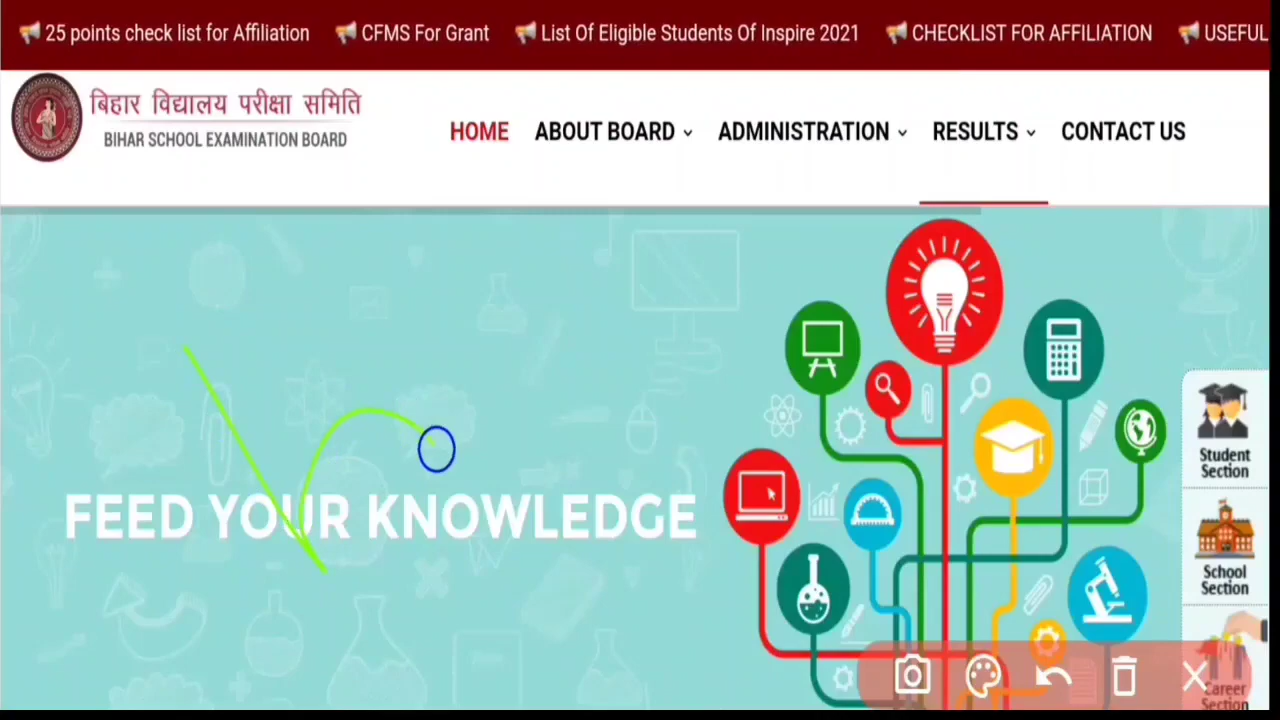 25 points check list for Affiliation CFMS For Grant List Of Eligible Students Of Inspire 2021 CHECKLIST FOR AFFILIATION USEFUL
बिहार विद्यालय परीक्षा समिति
BIHAR SCHOOL EXAMINATION BOARD
HOME ABOUT BOARD ADMINISTRATION RESULTS CONTACT US
FEED YOUR KNOWLEDGE
Student
Section
School
Section
Career
Section